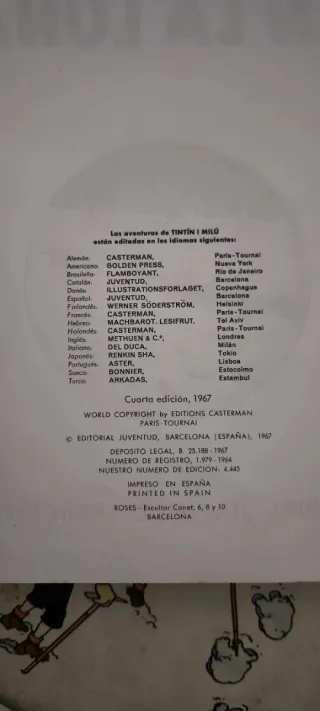 Las aventuras de TINTÍN I MILÚ
están editadas en los idiomas siguientes:
Alemán: CASTERMAN, París-Tournai
Americano: GOLDEN PRESS, Nueva York
Brasileño: FLAMBOYANT, Río de Janeiro
Catalán: JUVENTUD, Barcelona
Danés: ILLUSTRATIONSFORLAGET, Copenhague
Español: JUVENTUD, Barcelona
Finlandés: WERNER SÖDERSTRÖM, Helsinki
Francés: CASTERMAN, París-Tournai
Hebreo: MACHBAROT. LESIFRUT. Tel Aviv
Holandés: CASTERMAN, París-Tournai
Inglés: METHUEN & C.ª, Londres
Italiano: DEL DUCA, Milán
Japonés: RENKIN SHA, Tokio
Portugués: ASTER, Lisboa
Sueco: BONNIER, Estocolmo
Turco: ARKADAS, Estambul
Cuarta edición, 1967
WORLD COPYRIGHT by EDITIONS CASTERMAN
PARIS-TOURNAI
© EDITORIAL JUVENTUD, BARCELONA (ESPAÑA), 1967
DEPOSITO LEGAL, B. 25.188 - 1967
NUMERO DE REGISTRO, 1.979 - 1964
NUESTRO NUMERO DE EDICION: 4.445
IMPRESO EN ESPAÑA
PRINTED IN SPAIN
ROSES - Escultor Canet, 6, 8 y 10
BARCELONA